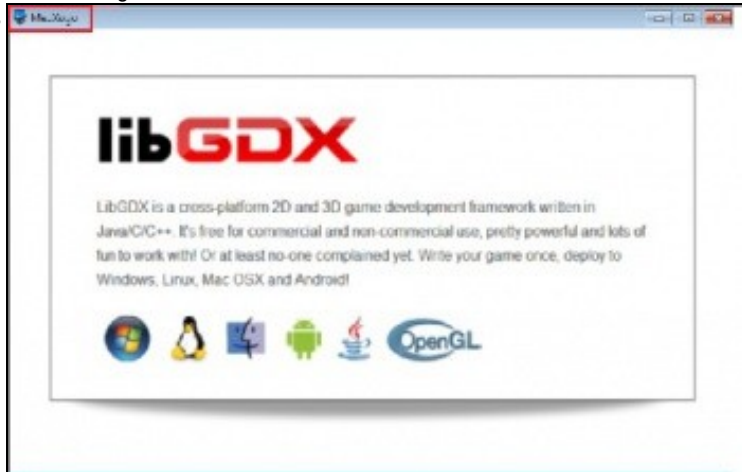 libGDX
LibGDX is a cross-platform 2D and 3D game development framework written in
Java/C/C++. It's free for commercial and non-commercial use, pretty powerful and lots of
fun to work with! Or at least no-one complained yet. Write your game once, deploy to
Windows, Linux, Mac OSX and Android!
OpenGL